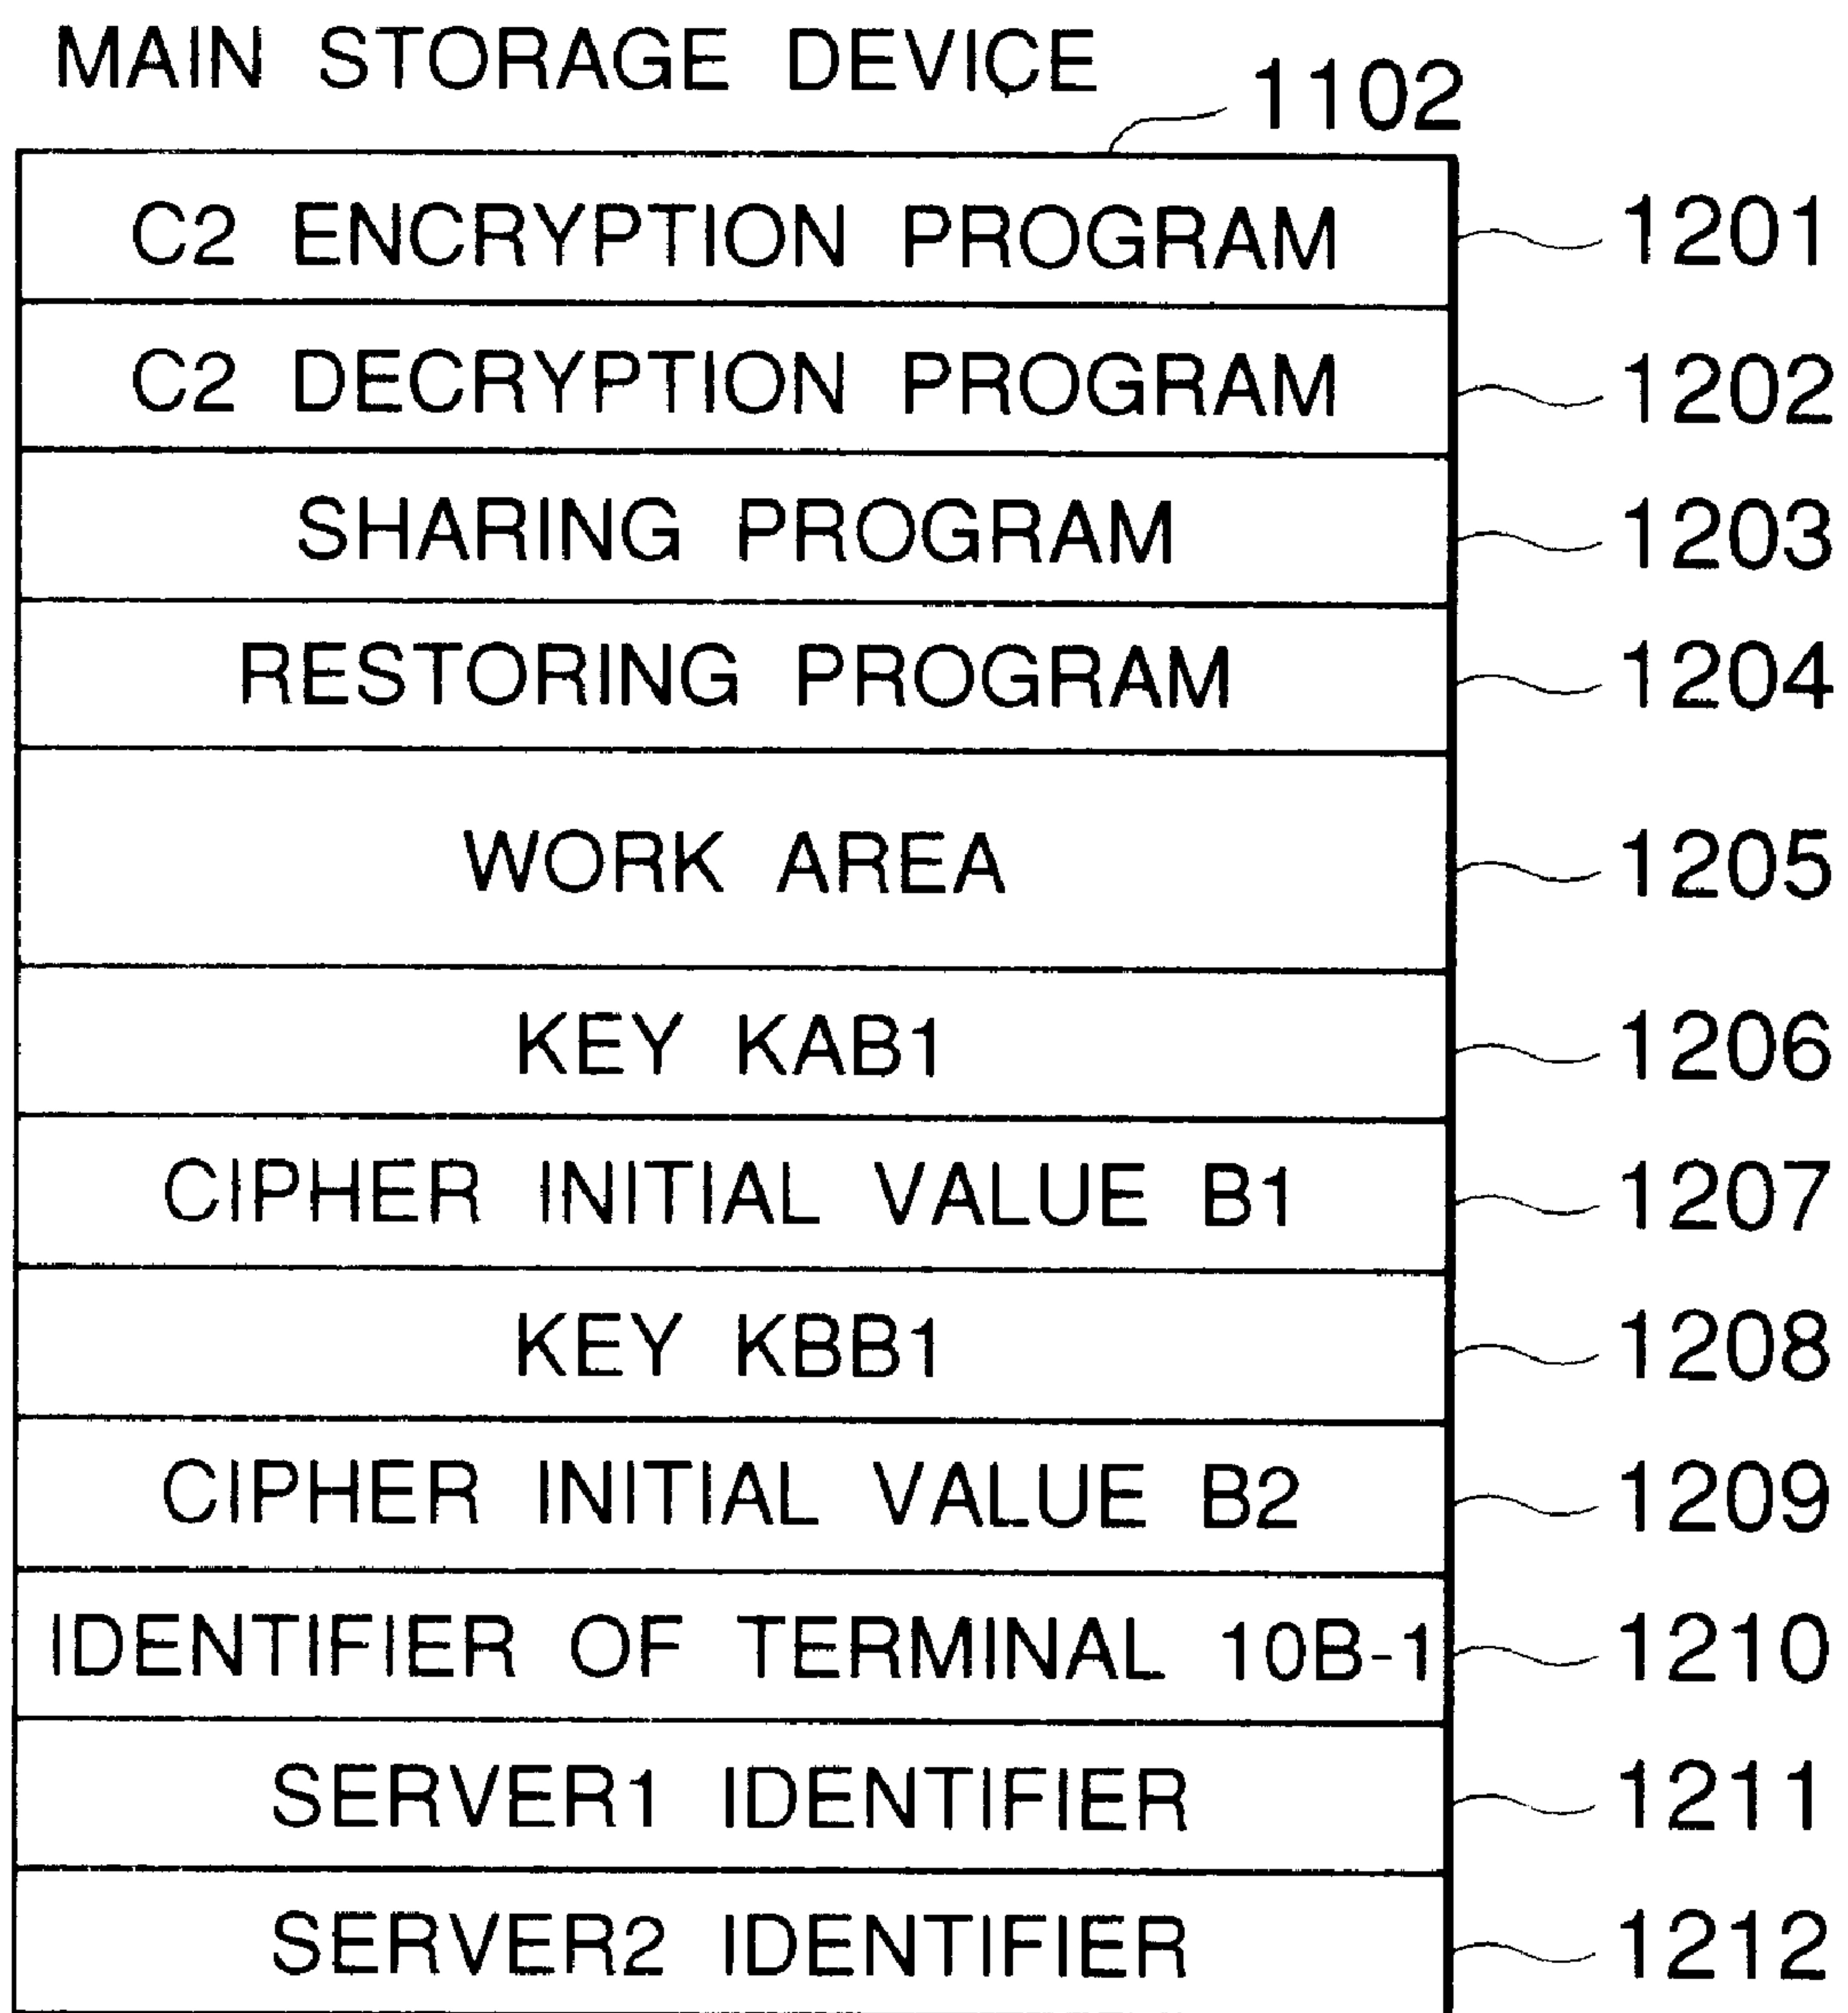 MAIN STORAGE DEVICE
1102
C2 ENCRYPTION PROGRAM 1201
C2 DECRYPTION PROGRAM 1202
SHARING PROGRAM 1203
RESTORING PROGRAM 1204
WORK AREA 1205
KEY KAB1 1206
CIPHER INITIAL VALUE B1 1207
KEY KBB1 1208
CIPHER INITIAL VALUE B2 1209
IDENTIFIER OF TERMINAL 10B-1 1210
SERVER1 IDENTIFIER 1211
SERVER2 IDENTIFIER 1212